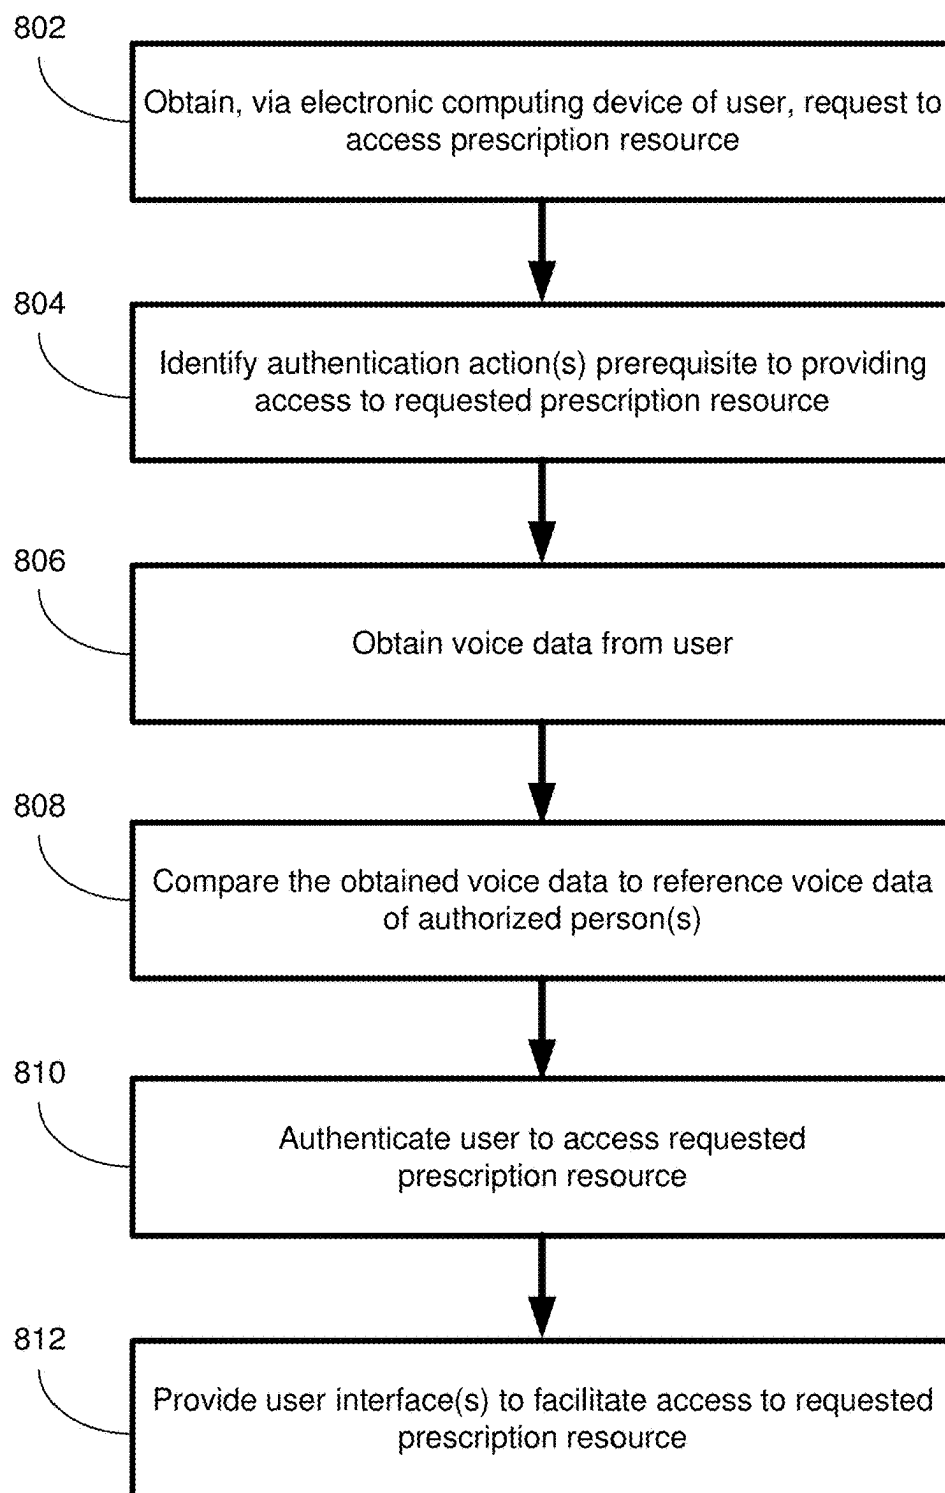 802
Obtain, via electronic computing device of user, request to
access prescription resource
804
Identify authentication action(s) prerequisite to providing
access to requested prescription resource
806
Obtain voice data from user
808
Compare the obtained voice data to reference voice data
of authorized person(s)
810
Authenticate user to access requested
prescription resource
812
Provide user interface(s) to facilitate access to requested
prescription resource